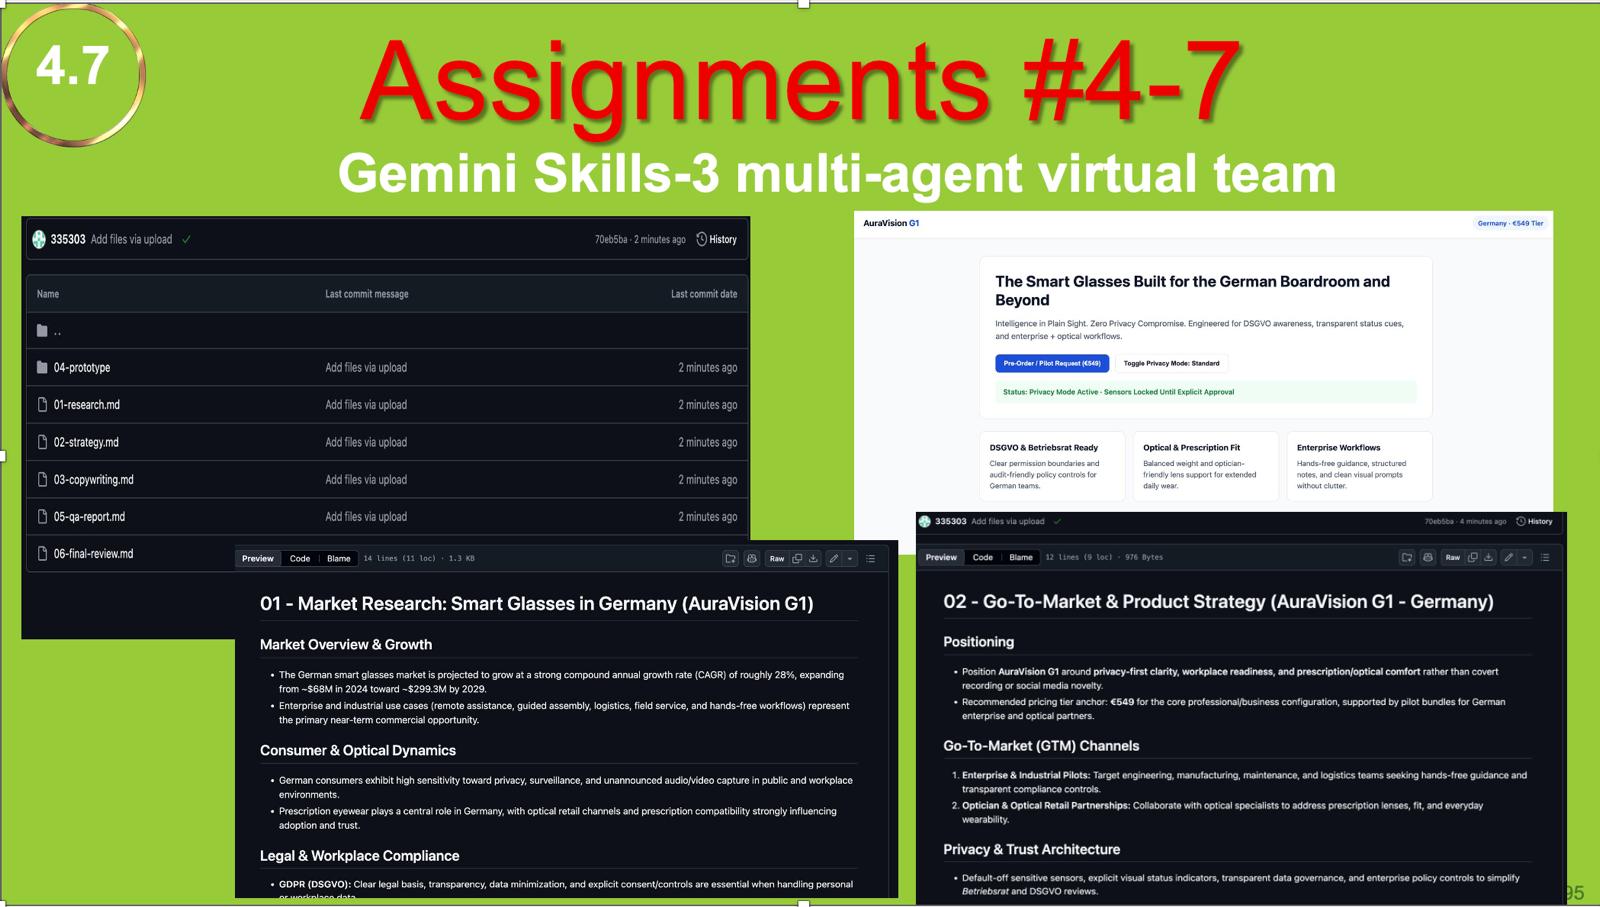 4.7
Assignments #4-7
Gemini Skills-3 multi-agent virtual team
335303 Add files via upload
70eb5ba · 2 minutes ago
History
Name
Last commit message
Last commit date
..
04-prototype
Add files via upload
2 minutes ago
01-research.md
Add files via upload
2 minutes ago
02-strategy.md
Add files via upload
2 minutes ago
03-copywriting.md
Add files via upload
2 minutes ago
05-qa-report.md
Add files via upload
2 minutes ago
06-final-review.md
AuraVision G1
Germany · €549 Tier
The Smart Glasses Built for the German Boardroom and
Beyond
Intelligence in Plain Sight. Zero Privacy Compromise. Engineered for DSGVO awareness, transparent status cues,
and enterprise + optical workflows.
Pre-Order / Pilot Request (€549)
Toggle Privacy Mode: Standard
Status: Privacy Mode Active - Sensors Locked Until Explicit Approval
DSGVO & Betriebsrat Ready
Clear permission boundaries and
audit-friendly policy controls for
German teams.
Optical & Prescription Fit
Balanced weight and optician-
friendly lens support for extended
daily wear.
Enterprise Workflows
Hands-free guidance, structured
notes, and clean visual prompts
without clutter.
Preview
Code
Blame
14 lines (11 loc) · 1.3 KB
Raw
01 - Market Research: Smart Glasses in Germany (AuraVision G1)
Market Overview & Growth
• The German smart glasses market is projected to grow at a strong compound annual growth rate (CAGR) of roughly 28%, expanding
from ~$68M in 2024 toward ~$299.3M by 2029.
• Enterprise and industrial use cases (remote assistance, guided assembly, logistics, field service, and hands-free workflows) represent
the primary near-term commercial opportunity.
Consumer & Optical Dynamics
• German consumers exhibit high sensitivity toward privacy, surveillance, and unannounced audio/video capture in public and workplace
environments.
• Prescription eyewear plays a central role in Germany, with optical retail channels and prescription compatibility strongly influencing
adoption and trust.
Legal & Workplace Compliance
• GDPR (DSGVO): Clear legal basis, transparency, data minimization, and explicit consent/controls are essential when handling personal
or workplace data.
335303 Add files via upload
70eb5ba · 4 minutes ago
History
Preview
Code
Blame
12 lines (9 loc) · 976 Bytes
Raw
02 - Go-To-Market & Product Strategy (AuraVision G1 - Germany)
Positioning
• Position AuraVision G1 around privacy-first clarity, workplace readiness, and prescription/optical comfort rather than covert
recording or social media novelty.
• Recommended pricing tier anchor: €549 for the core professional/business configuration, supported by pilot bundles for German
enterprise and optical partners.
Go-To-Market (GTM) Channels
1. Enterprise & Industrial Pilots: Target engineering, manufacturing, maintenance, and logistics teams seeking hands-free guidance and
transparent compliance controls.
2. Optician & Optical Retail Partnerships: Collaborate with optical specialists to address prescription lenses, fit, and everyday
wearability.
Privacy & Trust Architecture
• Default-off sensitive sensors, explicit visual status indicators, transparent data governance, and enterprise policy controls to simplify
Betriebsrat and DSGVO reviews.
95